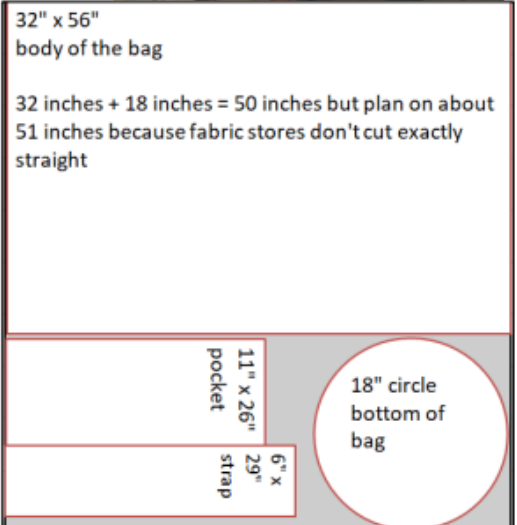 32" x 56"
body of the bag
32 inches + 18 inches = 50 inches but plan on about
51 inches because fabric stores don't cut exactly
straight
11" x 26"
pocket
6" x
29"
strap
18" circle
bottom of
bag